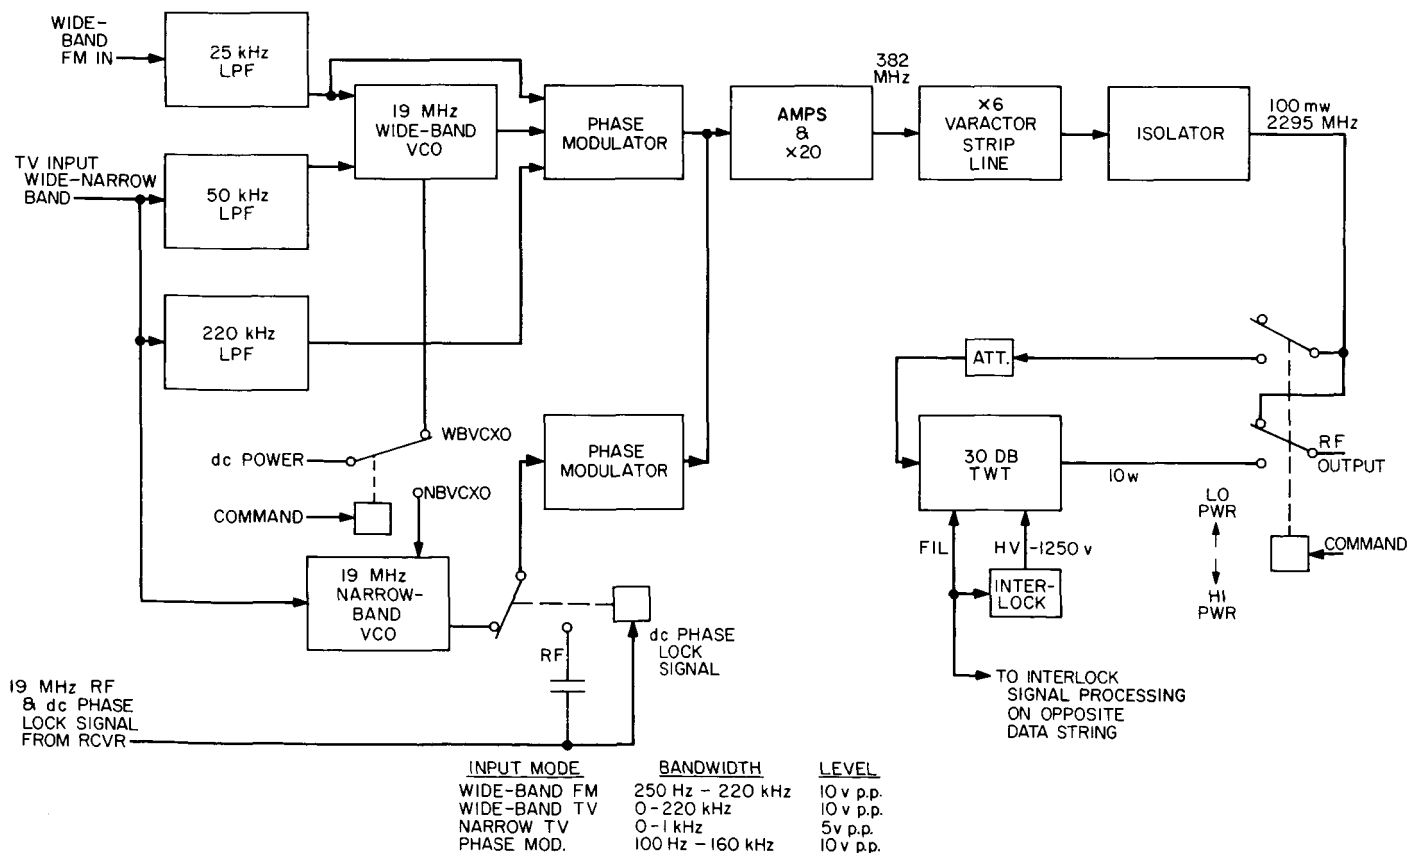 WIDE-
BAND
FM IN
25 kHz
LPF
19 MHz
WIDE-BAND
VCO
PHASE
MODULATOR
382
MHz
AMPS
&
×20
×6
VARACTOR
STRIP
LINE
ISOLATOR
100 mw
2295 MHz
TV INPUT
WIDE-NARROW
BAND
50 kHz
LPF
220 kHz
LPF
ATT.
WBVCXO
dc POWER
NBVCXO
COMMAND
PHASE
MODULATOR
30 DB
TWT
10 w
RF
OUTPUT
LO
PWR
HI
PWR
COMMAND
FIL
HV
-1250 v
INTER-
LOCK
19 MHz
NARROW-
BAND
VCO
RF
dc PHASE
LOCK
SIGNAL
TO INTERLOCK
SIGNAL PROCESSING
ON OPPOSITE
DATA STRING
19 MHz RF
& dc PHASE
LOCK SIGNAL
FROM RCVR
INPUT MODE BANDWIDTH LEVEL
WIDE-BAND FM 250 Hz – 220 kHz 10 v p.p.
WIDE-BAND TV 0-220 kHz 10 v p.p.
NARROW TV 0-1 kHz 5v p.p.
PHASE MOD. 100 Hz –160 kHz 10 v p.p.